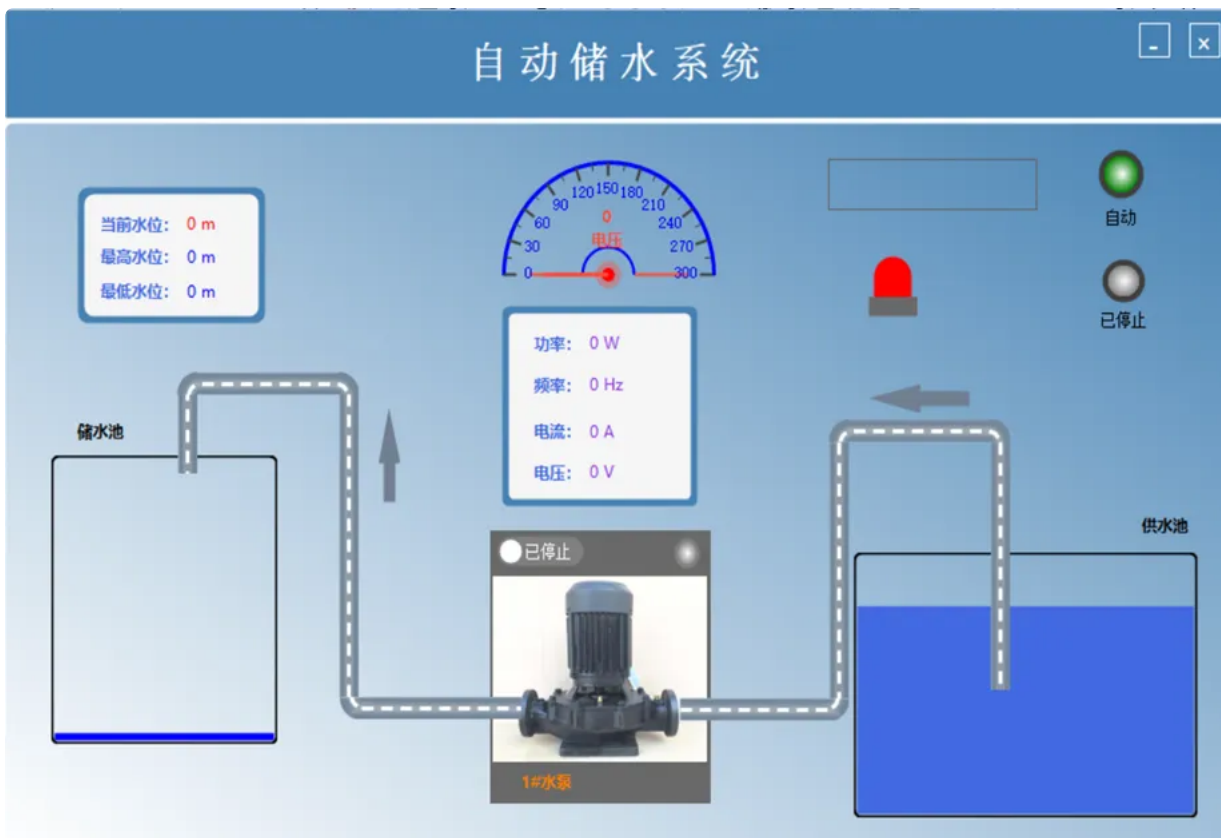 自动储水系统
- x
当前水位: 0 m
最高水位: 0 m
最低水位: 0 m
0 30 60 90 120 150 180 210 240 270 300
0
电压
自动
已停止
功率: 0 W
频率: 0 Hz
电流: 0 A
电压: 0 V
储水池
供水池
已停止
1#水泵